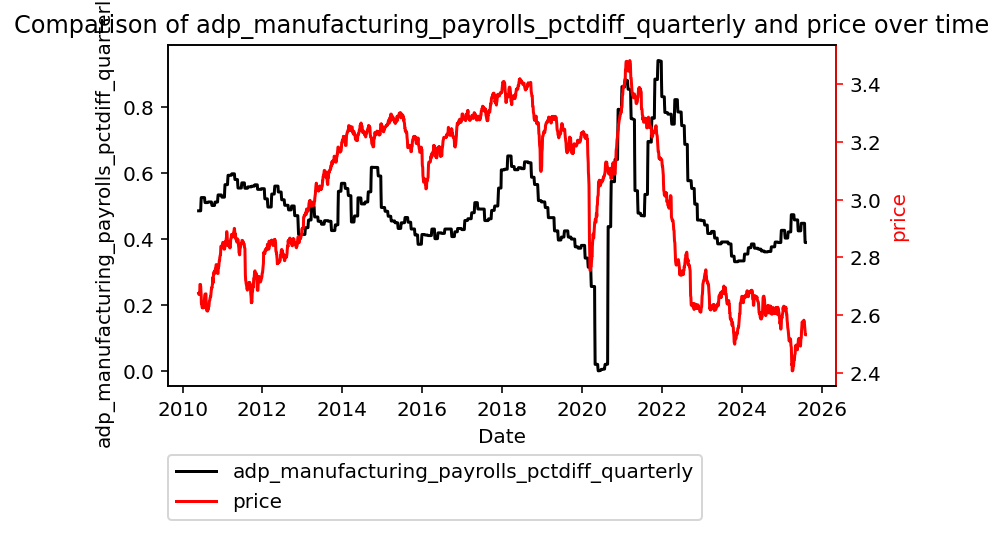 Comparison of adp_manufacturing_payrolls_pctdiff_quarterly and price over time
adp_manufacturing_payrolls_pctdiff_quarterly
0.8
0.6
0.4
0.2
0.0
3.4
3.2
3.0
2.8
2.6
2.4
price
2010 2012 2014 2016 2018 2020 2022 2024 2026
Date
adp_manufacturing_payrolls_pctdiff_quarterly
price